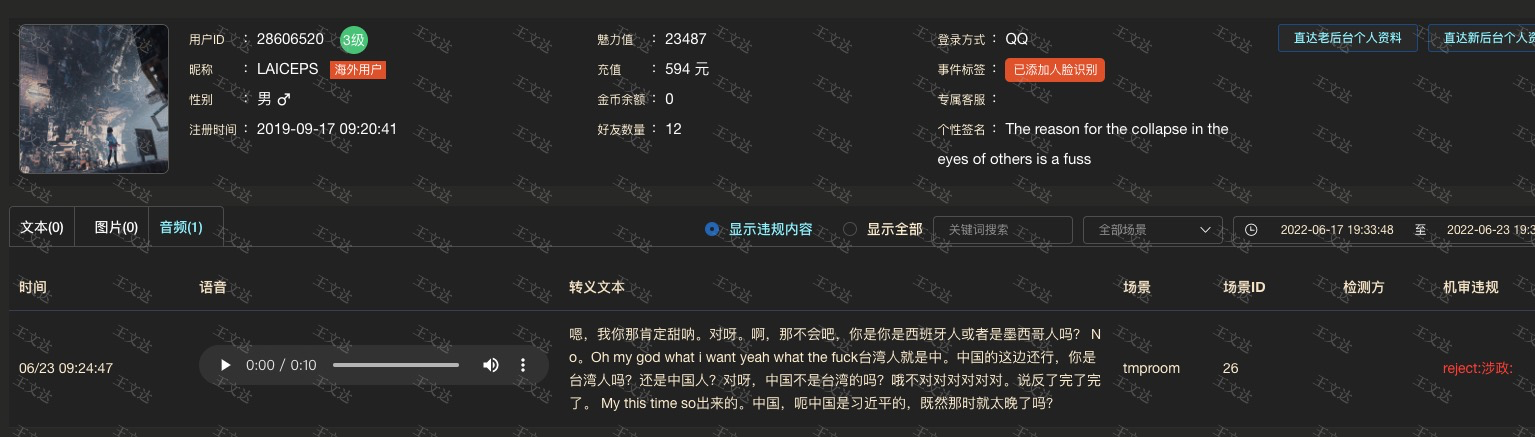 用户ID ： 28606520 3级
昵称 ： LAICEPS 海外用户
性别 ： 男 ♂
注册时间 ： 2019-09-17 09:20:41
魅力值 ： 23487
充值 ： 594 元
金币余额 ： 0
好友数量 ： 12
登录方式 ： QQ
事件标签 ： 已添加人脸识别
专属客服 ：
个性签名 ： The reason for the collapse in the
eyes of others is a fuss
直达老后台个人资料 直达新后台个人资
文本(0) 图片(0) 音频(1) 显示违规内容 显示全部 关键词搜索 全部场景 2022-06-17 19:33:48 至 2022-06-23 19:3
时间 语音 转义文本 场景 场景ID 检测方 机审违规
06/23 09:24:47 0:00 / 0:10
嗯，我你那肯定甜呐。对呀。啊，那不会吧，你是你是西班牙人或者是墨西哥人吗？ N
o。Oh my god what i want yeah what the fuck台湾人就是中。中国的这边还行，你是
台湾人吗？还是中国人？对呀，中国不是台湾的吗？哦不对对对对对对。说反了完了完
了。 My this time so出来的。中国，呃中国是习近平的，既然那时就太晚了吗？
tmproom 26 reject:涉政:
王文达